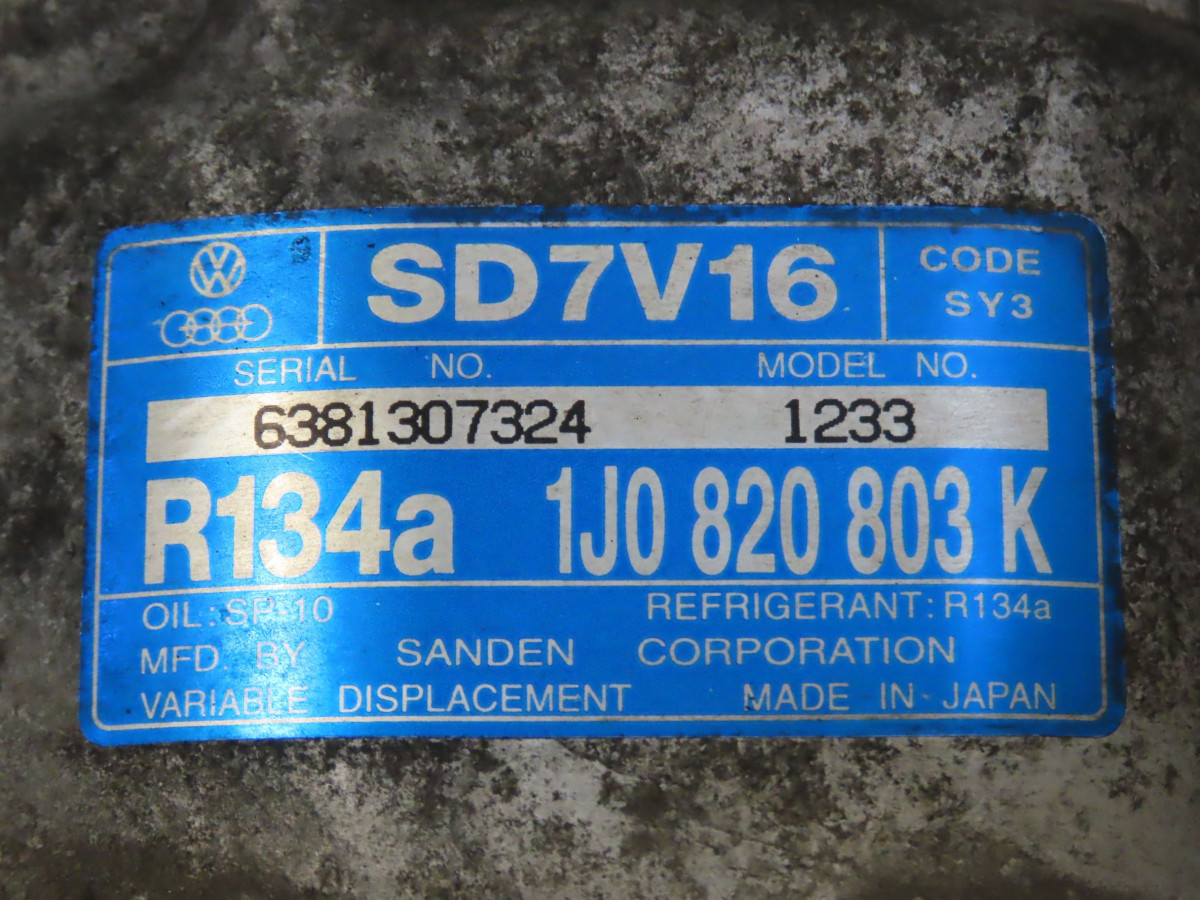 SD7V16
CODE
SY3
SERIAL NO. MODEL NO.
6381307324 1233
R134a 1J0 820 803 K
OIL: SP-10 REFRIGERANT: R134a
MFD. BY SANDEN CORPORATION
VARIABLE DISPLACEMENT MADE IN JAPAN